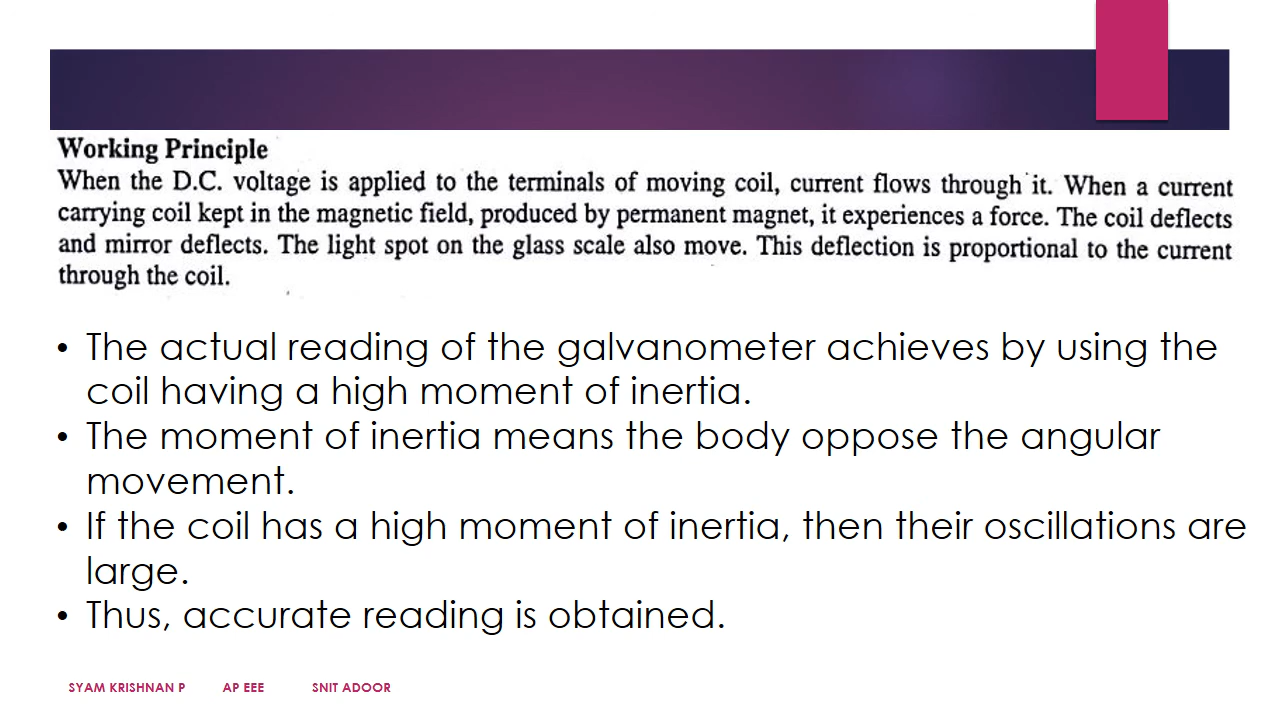 Working Principle
When the D.C. voltage is applied to the terminals of moving coil, current flows through it. When a current
carrying coil kept in the magnetic field, produced by permanent magnet, it experiences a force. The coil deflects
and mirror deflects. The light spot on the glass scale also move. This deflection is proportional to the current
through the coil.
• The actual reading of the galvanometer achieves by using the
coil having a high moment of inertia.
• The moment of inertia means the body oppose the angular
movement.
• If the coil has a high moment of inertia, then their oscillations are
large.
• Thus, accurate reading is obtained.
SYAM KRISHNAN P AP EEE SNIT ADOOR